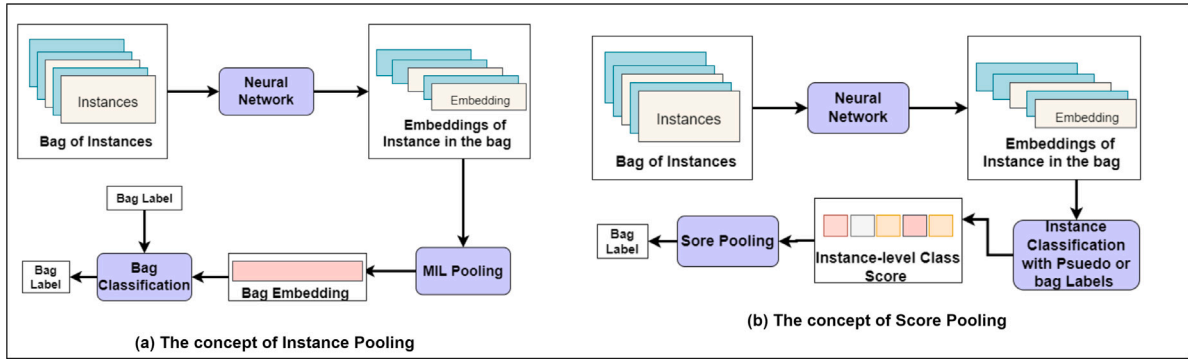 Instances
Bag of Instances
Neural
Network
Embedding
Embeddings of
Instance in the bag
Bag Label
Bag
Label
Bag
Classification
Bag Embedding
MIL Pooling
(a) The concept of Instance Pooling
Instances
Bag of Instances
Neural
Network
Embedding
Embeddings of
Instance in the bag
Bag
Label
Sore Pooling
Instance-level Class
Score
Instance
Classification
with Psuedo or
bag Labels
(b) The concept of Score Pooling